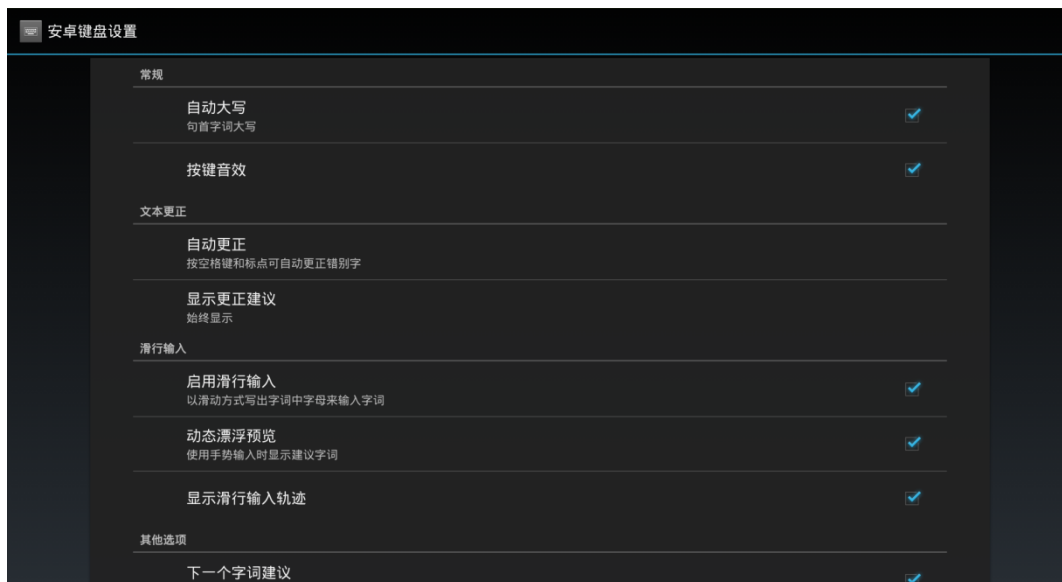 安卓键盘设置
常规
自动大写
句首字词大写
按键音效
文本更正
自动更正
按空格键和标点可自动更正错别字
显示更正建议
始终显示
滑行输入
启用滑行输入
以滑动方式写出字词中字母来输入字词
动态漂浮预览
使用手势输入时显示建议字词
显示滑行输入轨迹
其他选项
下一个字词建议